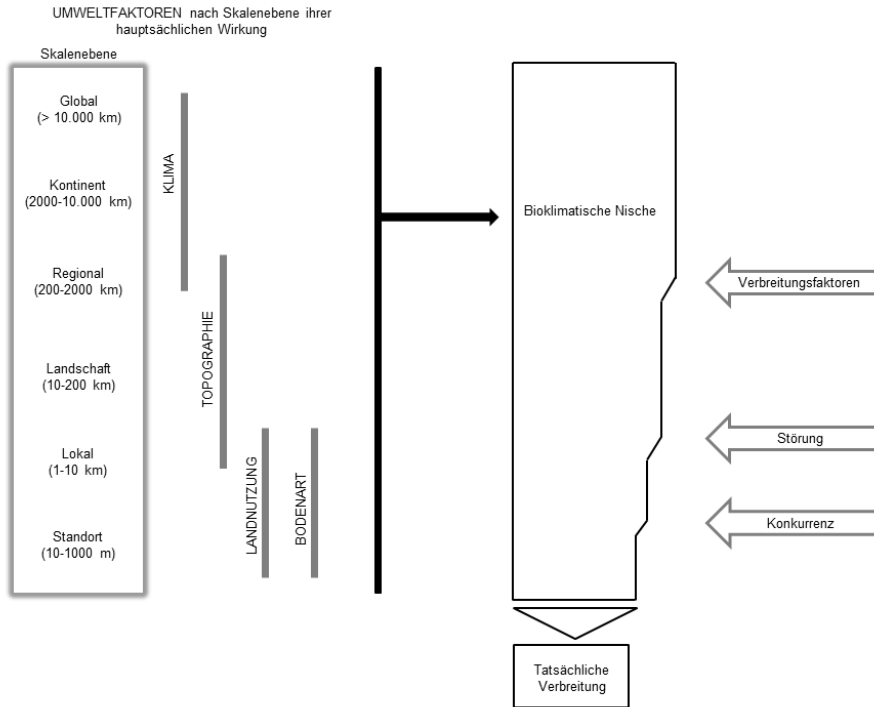 UMWELTFAKTOREN nach Skalenebene ihrer
hauptsächlichen Wirkung
Skalenebene
Global
(> 10.000 km)
Kontinent
(2000-10.000 km)
Regional
(200-2000 km)
Landschaft
(10-200 km)
Lokal
(1-10 km)
Standort
(10-1000 m)
KLIMA
TOPOGRAPHIE
LANDNUTZUNG
BODENART
Bioklimatische Nische
Verbreitungsfaktoren
Störung
Konkurrenz
Tatsächliche
Verbreitung